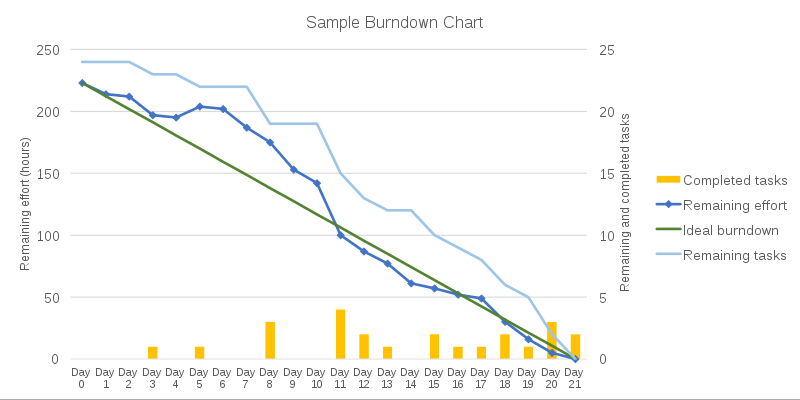 Sample Burndown Chart
250
200
150
100
50
0
Remaining effort (hours)
25
20
15
10
5
0
Remaining and completed tasks
Completed tasks
Remaining effort
Ideal burndown
Remaining tasks
Day 0
Day 1
Day 2
Day 3
Day 4
Day 5
Day 6
Day 7
Day 8
Day 9
Day 10
Day 11
Day 12
Day 13
Day 14
Day 15
Day 16
Day 17
Day 18
Day 19
Day 20
Day 21